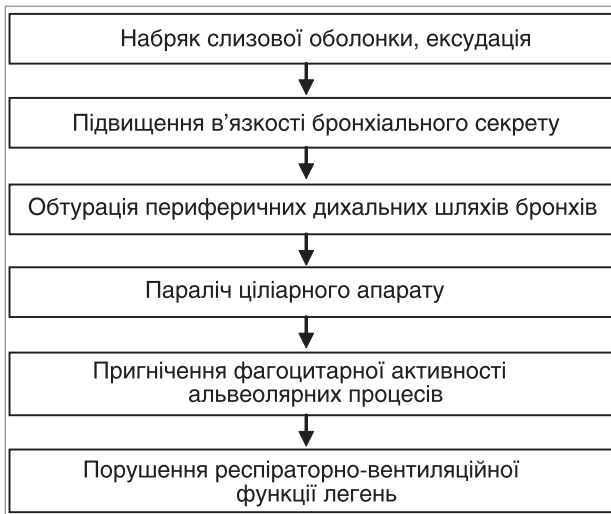 Набряк слизової оболонки, ексудація
Підвищення в’язкості бронхіального секрету
Обтурація периферичних дихальних шляхів бронхів
Параліч циліарного апарату
Пригнічення фагоцитарної активності
альвеолярних процесів
Порушення респіраторно-вентиляційної
функції легень